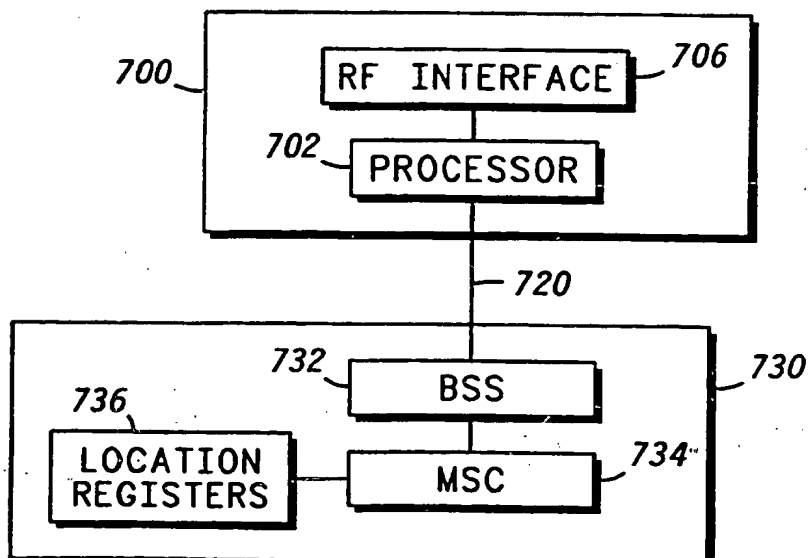 700
RF INTERFACE
706
702
PROCESSOR
720
732
BSS
730
736
LOCATION
REGISTERS
MSC
734